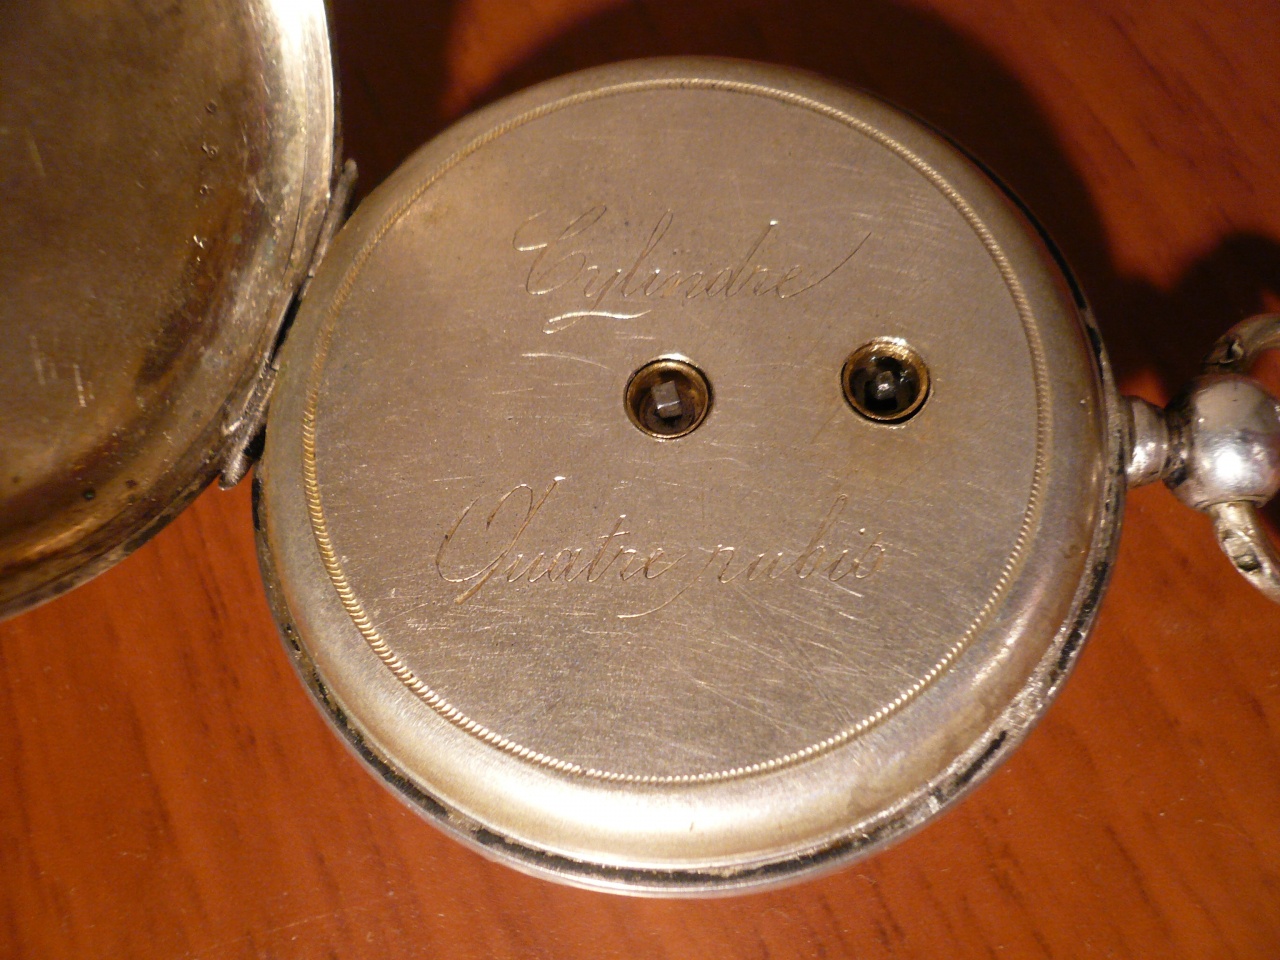 Cylindre
Quatre rubis